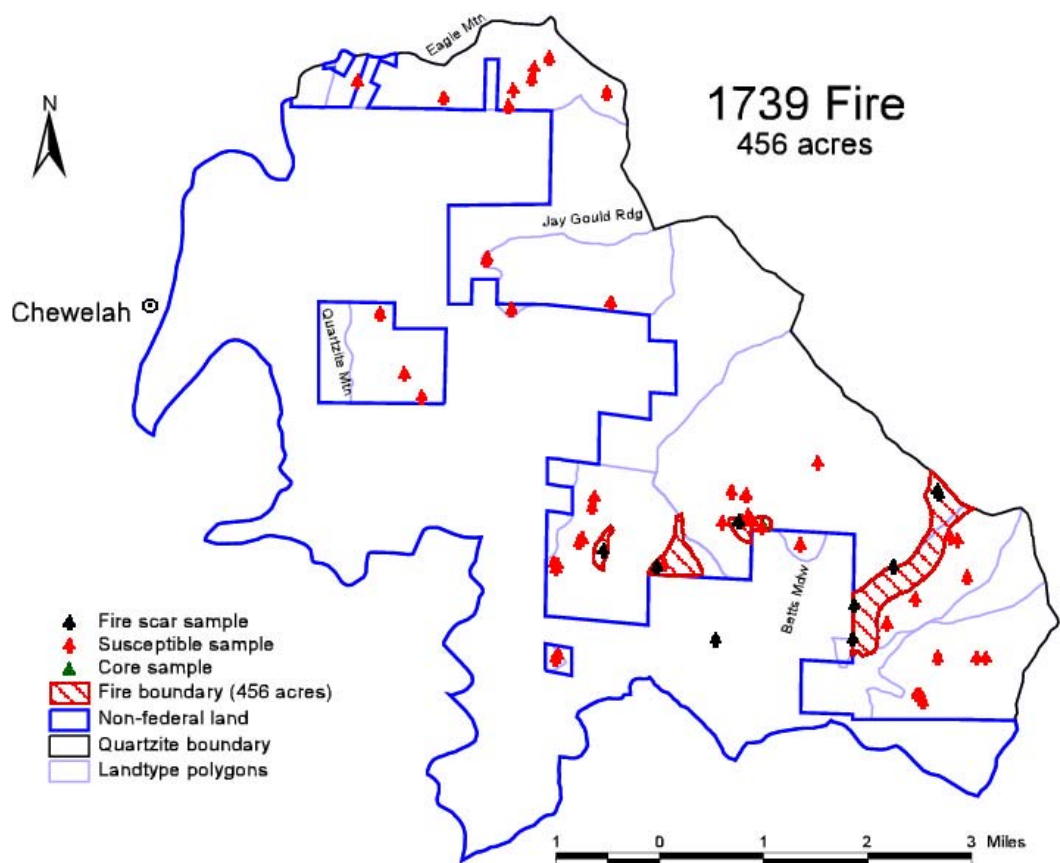 Eagle Mtn
1739 Fire
456 acres
N
Jay Gould Rdg
Chewelah
Quartzite Mtn
Betts Mdw
Fire scar sample
Susceptible sample
Core sample
Fire boundary (456 acres)
Non-federal land
Quartzite boundary
Landtype polygons
1 0 1 2 3 Miles